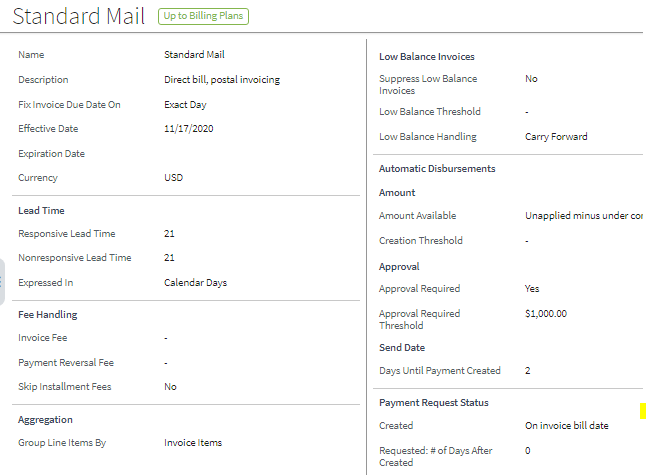 Standard Mail Up to Billing Plans
Name Standard Mail
Description Direct bill, postal invoicing
Fix Invoice Due Date On Exact Day
Effective Date 11/17/2020
Expiration Date
Currency USD
Lead Time
Responsive Lead Time 21
Nonresponsive Lead Time 21
Expressed In Calendar Days
Fee Handling
Invoice Fee -
Payment Reversal Fee -
Skip Installment Fees No
Aggregation
Group Line Items By Invoice Items
Low Balance Invoices
Suppress Low Balance No
Invoices
Low Balance Threshold -
Low Balance Handling Carry Forward
Automatic Disbursements
Amount
Amount Available Unapplied minus under
Creation Threshold -
Approval
Approval Required Yes
Approval Required $1,000.00
Threshold
Send Date
Days Until Payment Created 2
Payment Request Status
Created On invoice bill date
Requested: # of Days After 0
Created